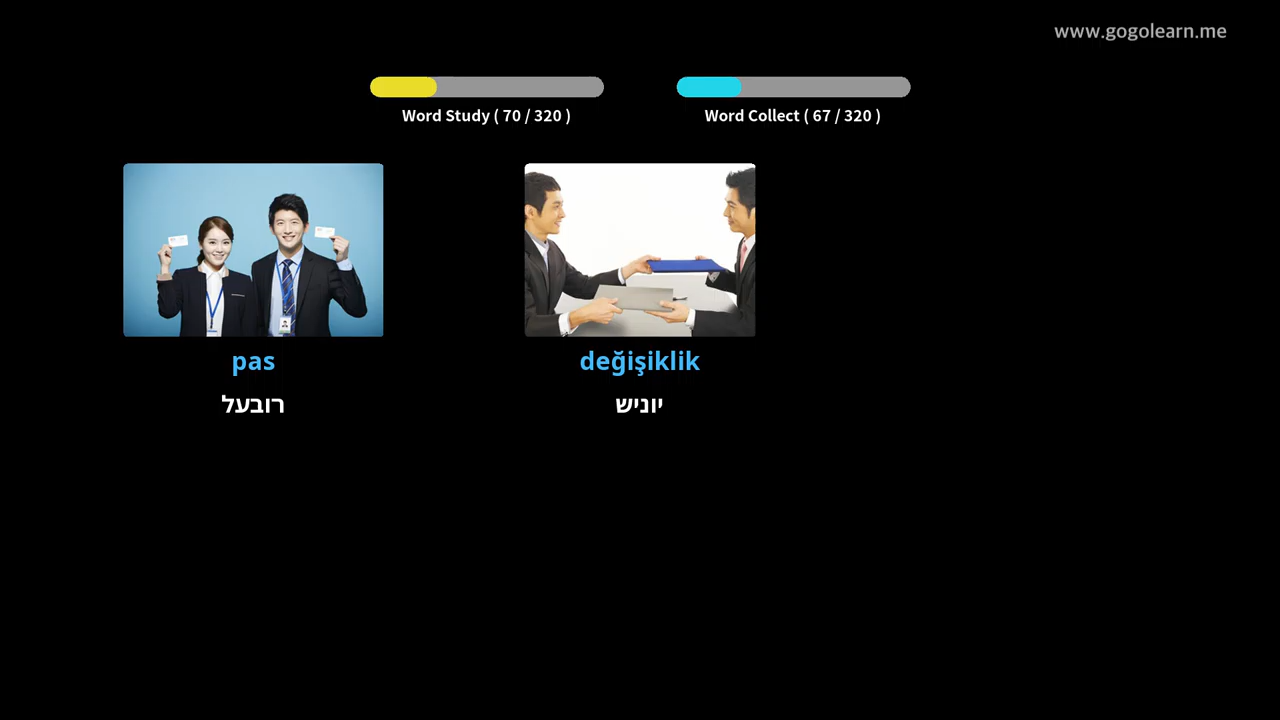 www.gogolearn.me
Word Study ( 70 / 320 )
Word Collect ( 67 / 320 )
pas
değişiklik
רובעל
יוניש